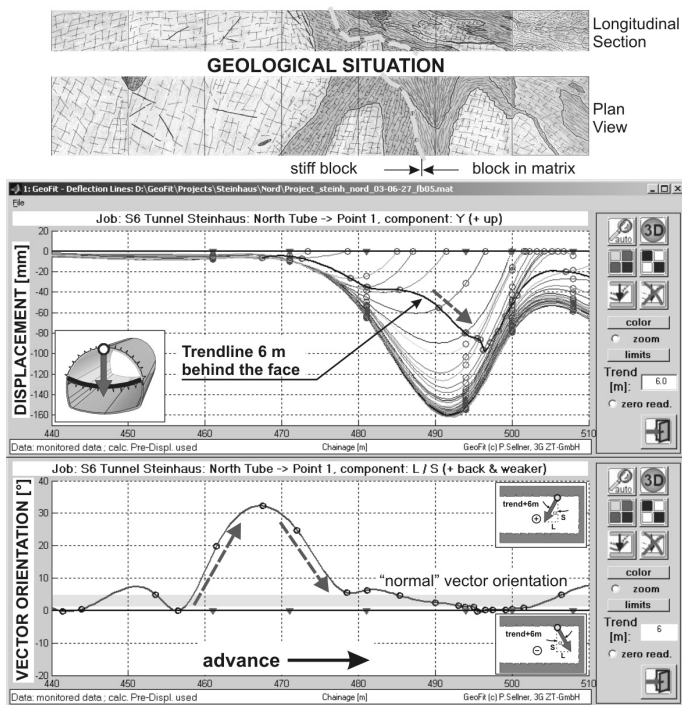 Longitudinal
Section
GEOLOGICAL SITUATION
Plan
View
stiff block
block in matrix
1: GeoFit - Deflection Lines: D:\GeoFit\Projects\Steinhaus\Nord\Project_steinh_nord_03-06-27_fb05.mat
File
Job: S6 Tunnel Steinhaus: North Tube -> Point 1, component: Y (+ up)
DISPLACEMENT [mm]
20
0
-20
-40
-60
-80
-100
-120
-140
-160
Trendline 6 m
behind the face
440
450
460
470
480
490
500
510
Data: monitored data ; calc. Pre-Displ. used
Chainage [m]
GeoFit (c) P.Sellner, 3G ZT-GmbH
auto
3D
color
zoom
limits
Trend
[m]:
6.0
zero read.
Job: S6 Tunnel Steinhaus: North Tube -> Point 1, component: L / S (+ back & weaker)
VECTOR ORIENTATION [°]
40
30
20
10
0
-10
-20
trend+6m
S
L
"normal" vector orientation
trend+6m
S
L
advance
440
450
460
470
480
490
500
510
Data: monitored data ; calc. Pre-Displ. used
Chainage [m]
GeoFit (c) P.Sellner, 3G ZT-GmbH
auto
3D
color
zoom
limits
Trend
[m]:
6
zero read.